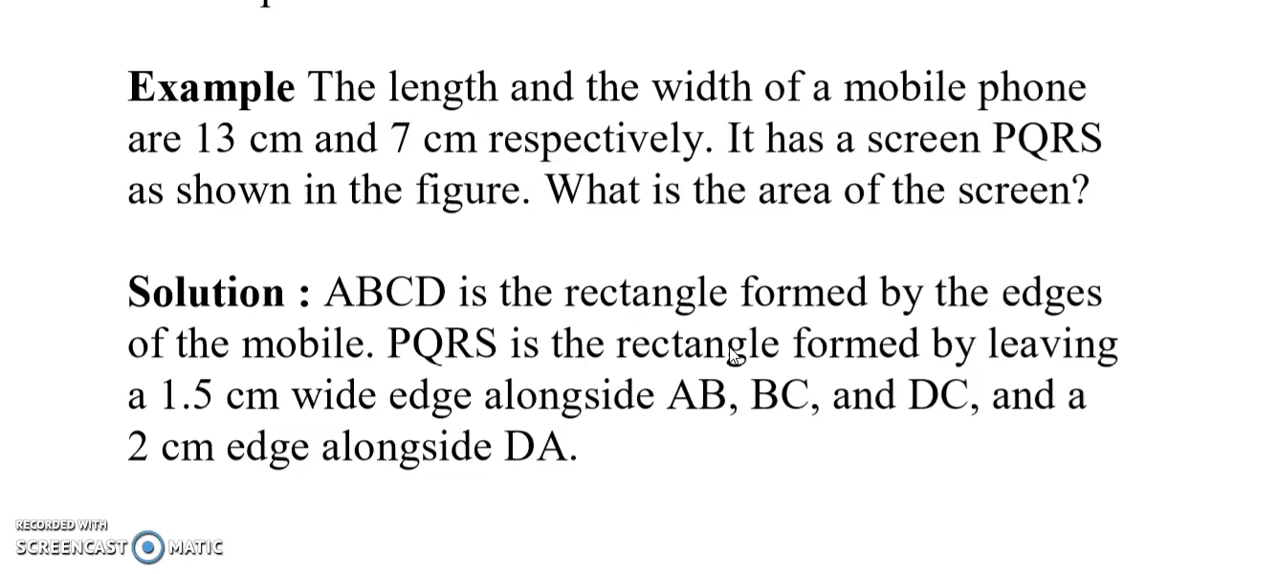 Example The length and the width of a mobile phone
are 13 cm and 7 cm respectively. It has a screen PQRS
as shown in the figure. What is the area of the screen?
Solution : ABCD is the rectangle formed by the edges
of the mobile. PQRS is the rectangle formed by leaving
a 1.5 cm wide edge alongside AB, BC, and DC, and a
2 cm edge alongside DA.
RECORDED WITH
SCREENCAST MATIC